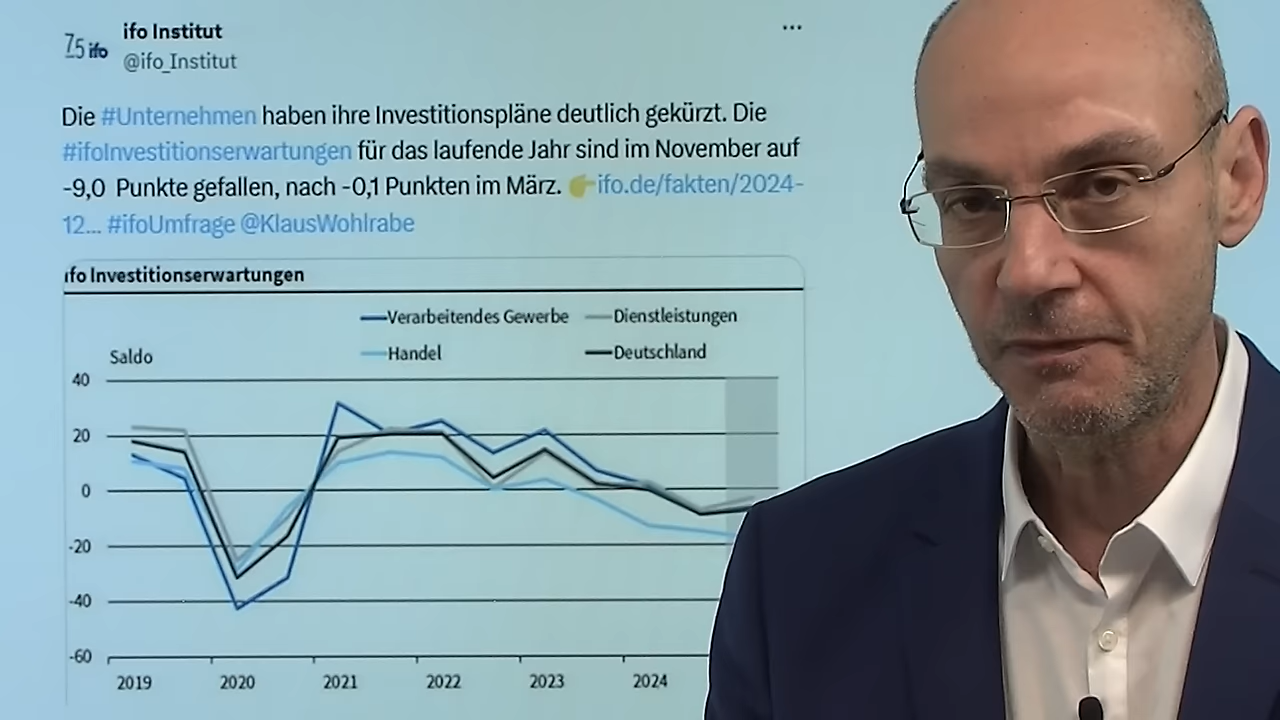 75 ifo
ifo Institut
...
@ifo_Institut
Die #Unternehmen haben ihre Investitionspläne deutlich gekürzt. Die
#ifoInvestitionserwartungen für das laufende Jahr sind im November auf
-9,0 Punkte gefallen, nach -0,1 Punkten im März. 👉ifo.de/fakten/2024-
12... #ifoUmfrage @KlausWohlrabe
ifo Investitionserwartungen
Verarbeitendes Gewerbe
Dienstleistungen
Handel
Deutschland
Saldo
40
20
0
-20
-40
-60
2019 2020 2021 2022 2023 2024